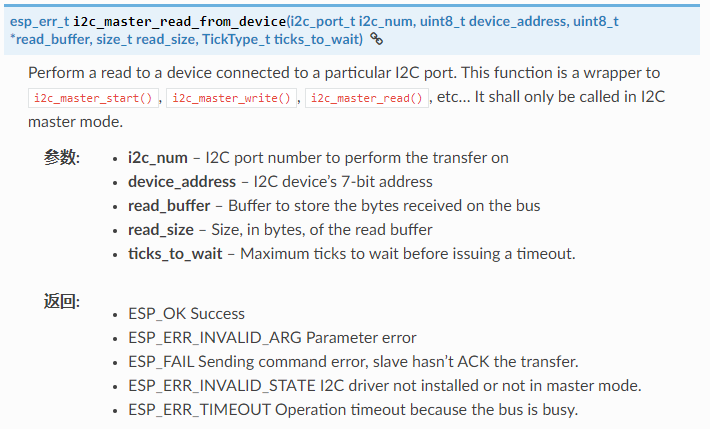 esp_err_t i2c_master_read_from_device(i2c_port_t i2c_num, uint8_t device_address, uint8_t
*read_buffer, size_t read_size, TickType_t ticks_to_wait)
Perform a read to a device connected to a particular I2C port. This function is a wrapper to
i2c_master_start() , i2c_master_write() , i2c_master_read() , etc… It shall only be called in I2C
master mode.
参数:
• i2c_num – I2C port number to perform the transfer on
• device_address – I2C device’s 7-bit address
• read_buffer – Buffer to store the bytes received on the bus
• read_size – Size, in bytes, of the read buffer
• ticks_to_wait – Maximum ticks to wait before issuing a timeout.
返回:
• ESP_OK Success
• ESP_ERR_INVALID_ARG Parameter error
• ESP_FAIL Sending command error, slave hasn’t ACK the transfer.
• ESP_ERR_INVALID_STATE I2C driver not installed or not in master mode.
• ESP_ERR_TIMEOUT Operation timeout because the bus is busy.